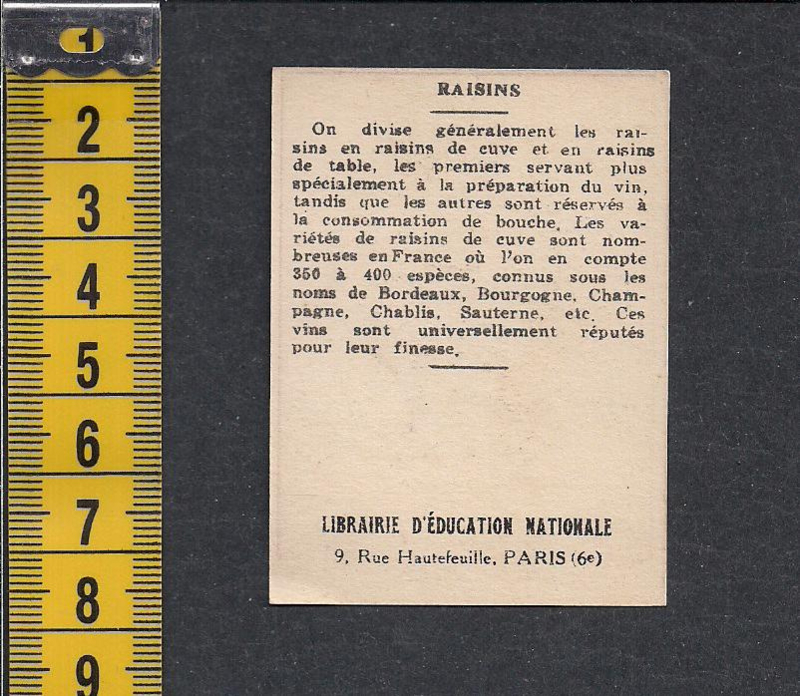 1
2
3
4
5
6
7
8
9
RAISINS
On divise généralement les rai-
sins en raisins de cuve et en raisins
de table, les premiers servant plus
spécialement à la préparation du vin,
tandis que les autres sont réservés à
la consommation de bouche. Les va-
riétés de raisins de cuve sont nom-
breuses en France où l'on en compte
350 à 400 espèces, connus sous les
noms de Bordeaux, Bourgogne, Cham-
pagne, Chablis, Sauterne, etc. Ces
vins sont universellement réputés
pour leur finesse.
LIBRAIRIE D'ÉDUCATION NATIONALE
9, Rue Hautefeuille, PARIS (6e)